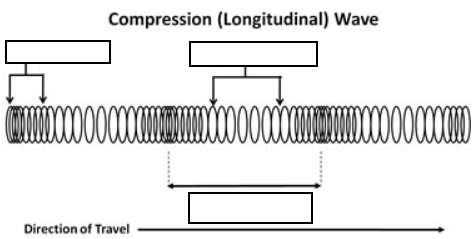 Compression (Longitudinal) Wave
Direction of Travel